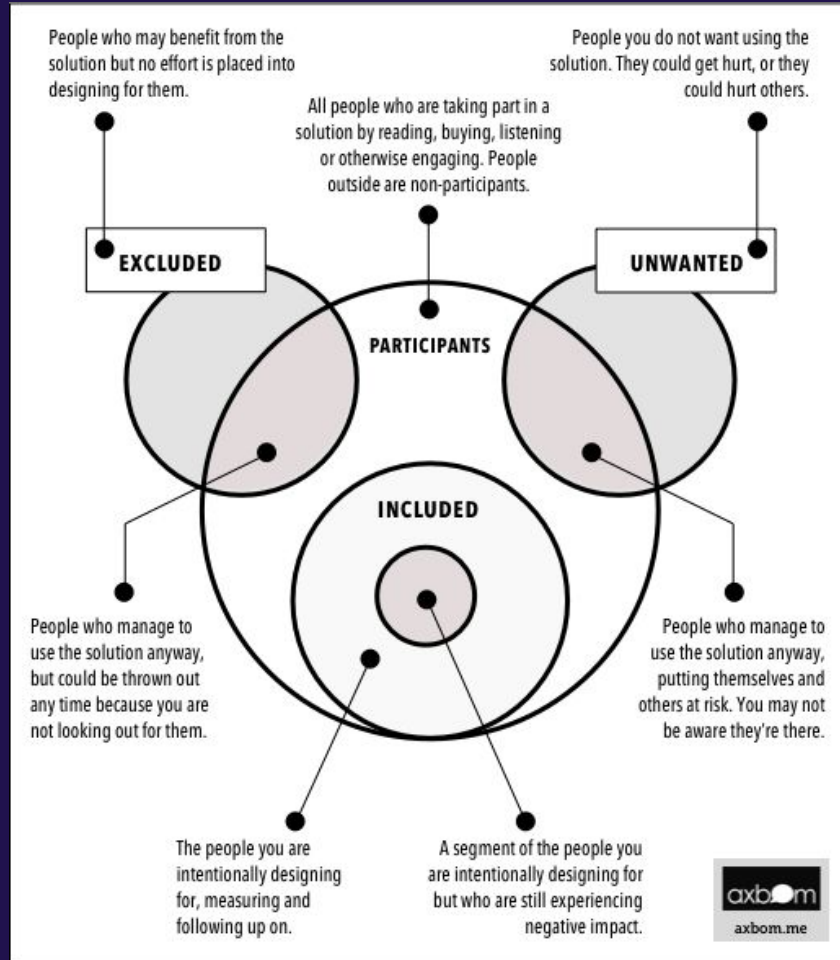 People who may benefit from the
solution but no effort is placed into
designing for them.
People you do not want using the
solution. They could get hurt, or they
could hurt others.
All people who are taking part in a
solution by reading, buying, listening
or otherwise engaging. People
outside are non-participants.
EXCLUDED
UNWANTED
PARTICIPANTS
INCLUDED
People who manage to
use the solution anyway,
but could be thrown out
any time because you are
not looking out for them.
People who manage to
use the solution anyway,
putting themselves and
others at risk. You may not
be aware they're there.
The people you are
intentionally designing
for, measuring and
following up on.
A segment of the people you
are intentionally designing for
but who are still experiencing
negative impact.
axbom
axbom.me